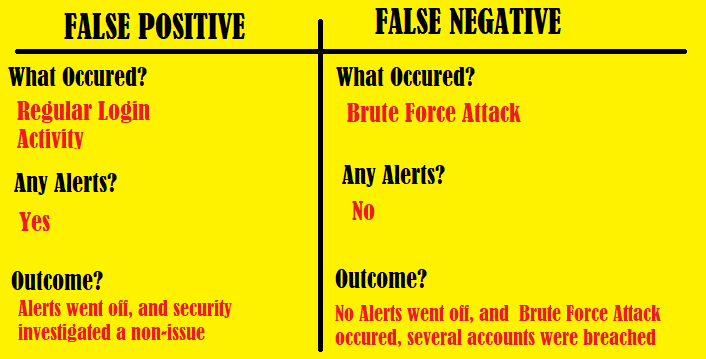 FALSE POSITIVE
What Occured?
Regular Login
Activity
Any Alerts?
Yes
Outcome?
Alerts went off, and security
investigated a non-issue
FALSE NEGATIVE
What Occured?
Brute Force Attack
Any Alerts?
No
Outcome?
No Alerts went off, and Brute Force Attack
occured, several accounts were breached